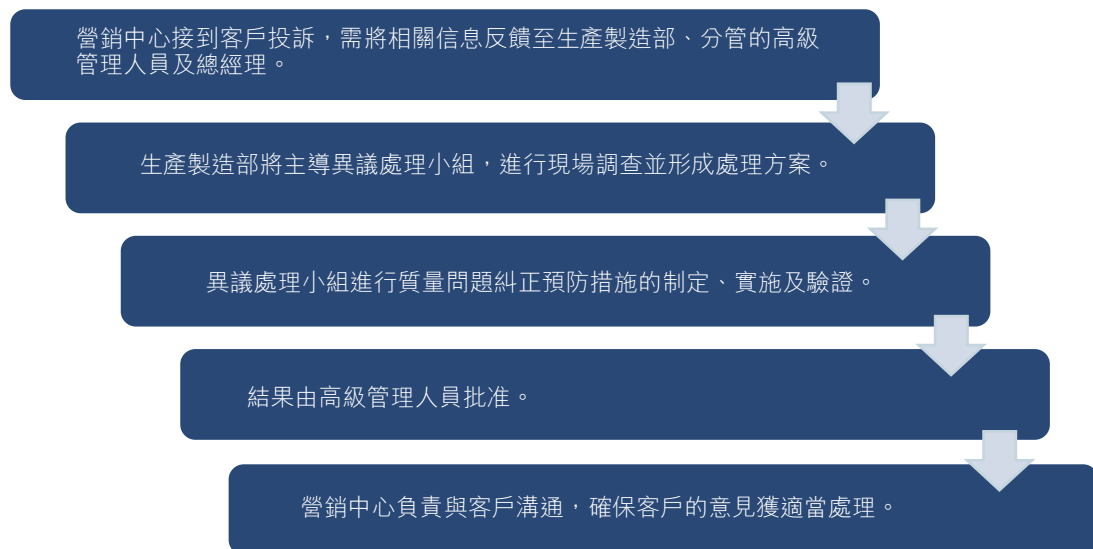 營銷中心接到客戶投訴，需將相關信息反饋至生產製造部、分管的高級
管理人員及總經理。
生產製造部將主導異議處理小組，進行現場調查並形成處理方案。
異議處理小組進行質量問題糾正預防措施的制定、實施及驗證。
結果由高級管理人員批准。
營銷中心負責與客戶溝通，確保客戶的意見獲適當處理。